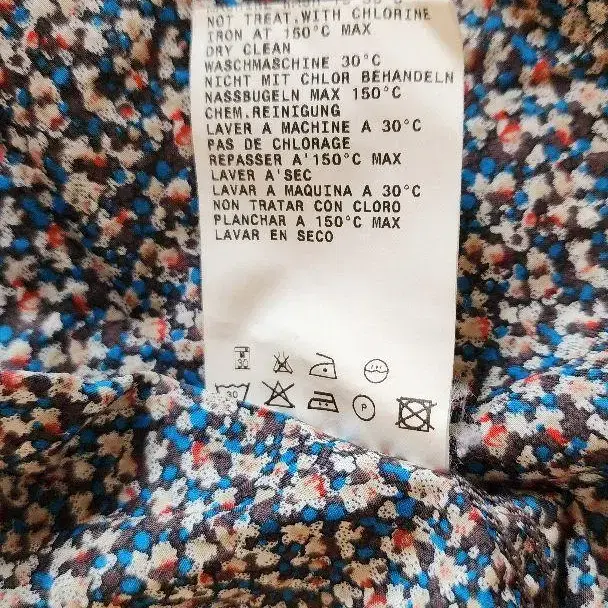 NOT TREAT.WITH CHLORINE
IRON AT 150°C MAX
DRY CLEAN
WASCHMASCHINE 30°C
NICHT MIT CHLOR BEHANDELN
NASSBUGELN MAX 150°C
CHEM.REINIGUNG
LAVER A MACHINE A 30°C
PAS DE CHLORAGE
REPASSER A'150°C MAX
LAVER A'SEC
LAVAR A MAQUINA A 30°C
NON TRATAR CON CLORO
PLANCHAR A 150°C MAX
LAVAR EN SECO
30
30 P